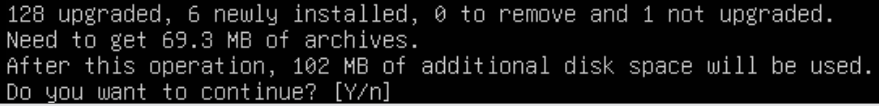 128 upgraded, 6 newly installed, 0 to remove and 1 not upgraded.
Need to get 69.3 MB of archives.
After this operation, 102 MB of additional disk space will be used.
Do you want to continue? [Y/n]